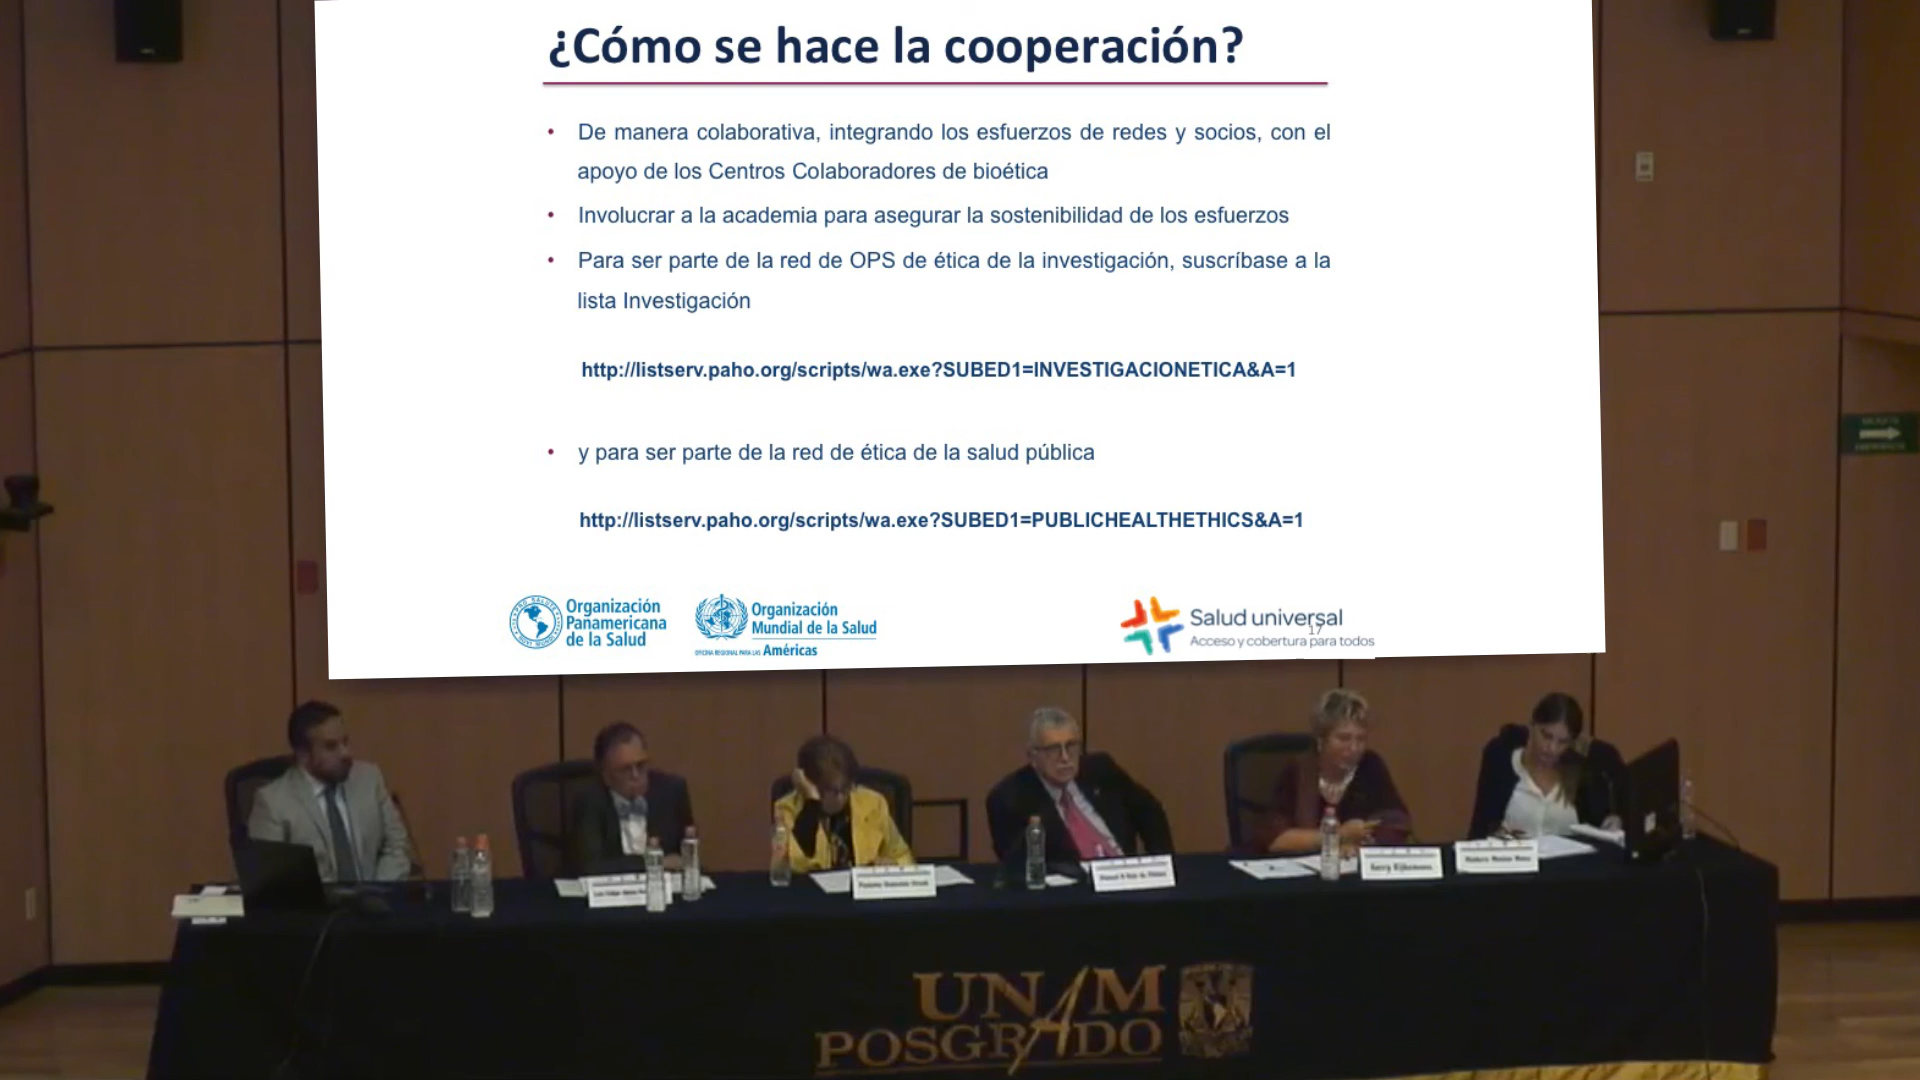 ¿Cómo se hace la cooperación?
• De manera colaborativa, integrando los esfuerzos de redes y socios, con el
apoyo de los Centros Colaboradores de bioética
• Involucrar a la academia para asegurar la sostenibilidad de los esfuerzos
• Para ser parte de la red de OPS de ética de la investigación, suscríbase a la
lista Investigación
http://listserv.paho.org/scripts/wa.exe?SUBED1=INVESTIGACIONETICA&A=1
• y para ser parte de la red de ética de la salud pública
http://listserv.paho.org/scripts/wa.exe?SUBED1=PUBLICHEALTHETHICS&A=1
Organización
Panamericana
de la Salud
Organización
Mundial de la Salud
OFICINA REGIONAL PARA LAS Américas
Salud universal
Acceso y cobertura para todos
17
UNAM
POSGRADO